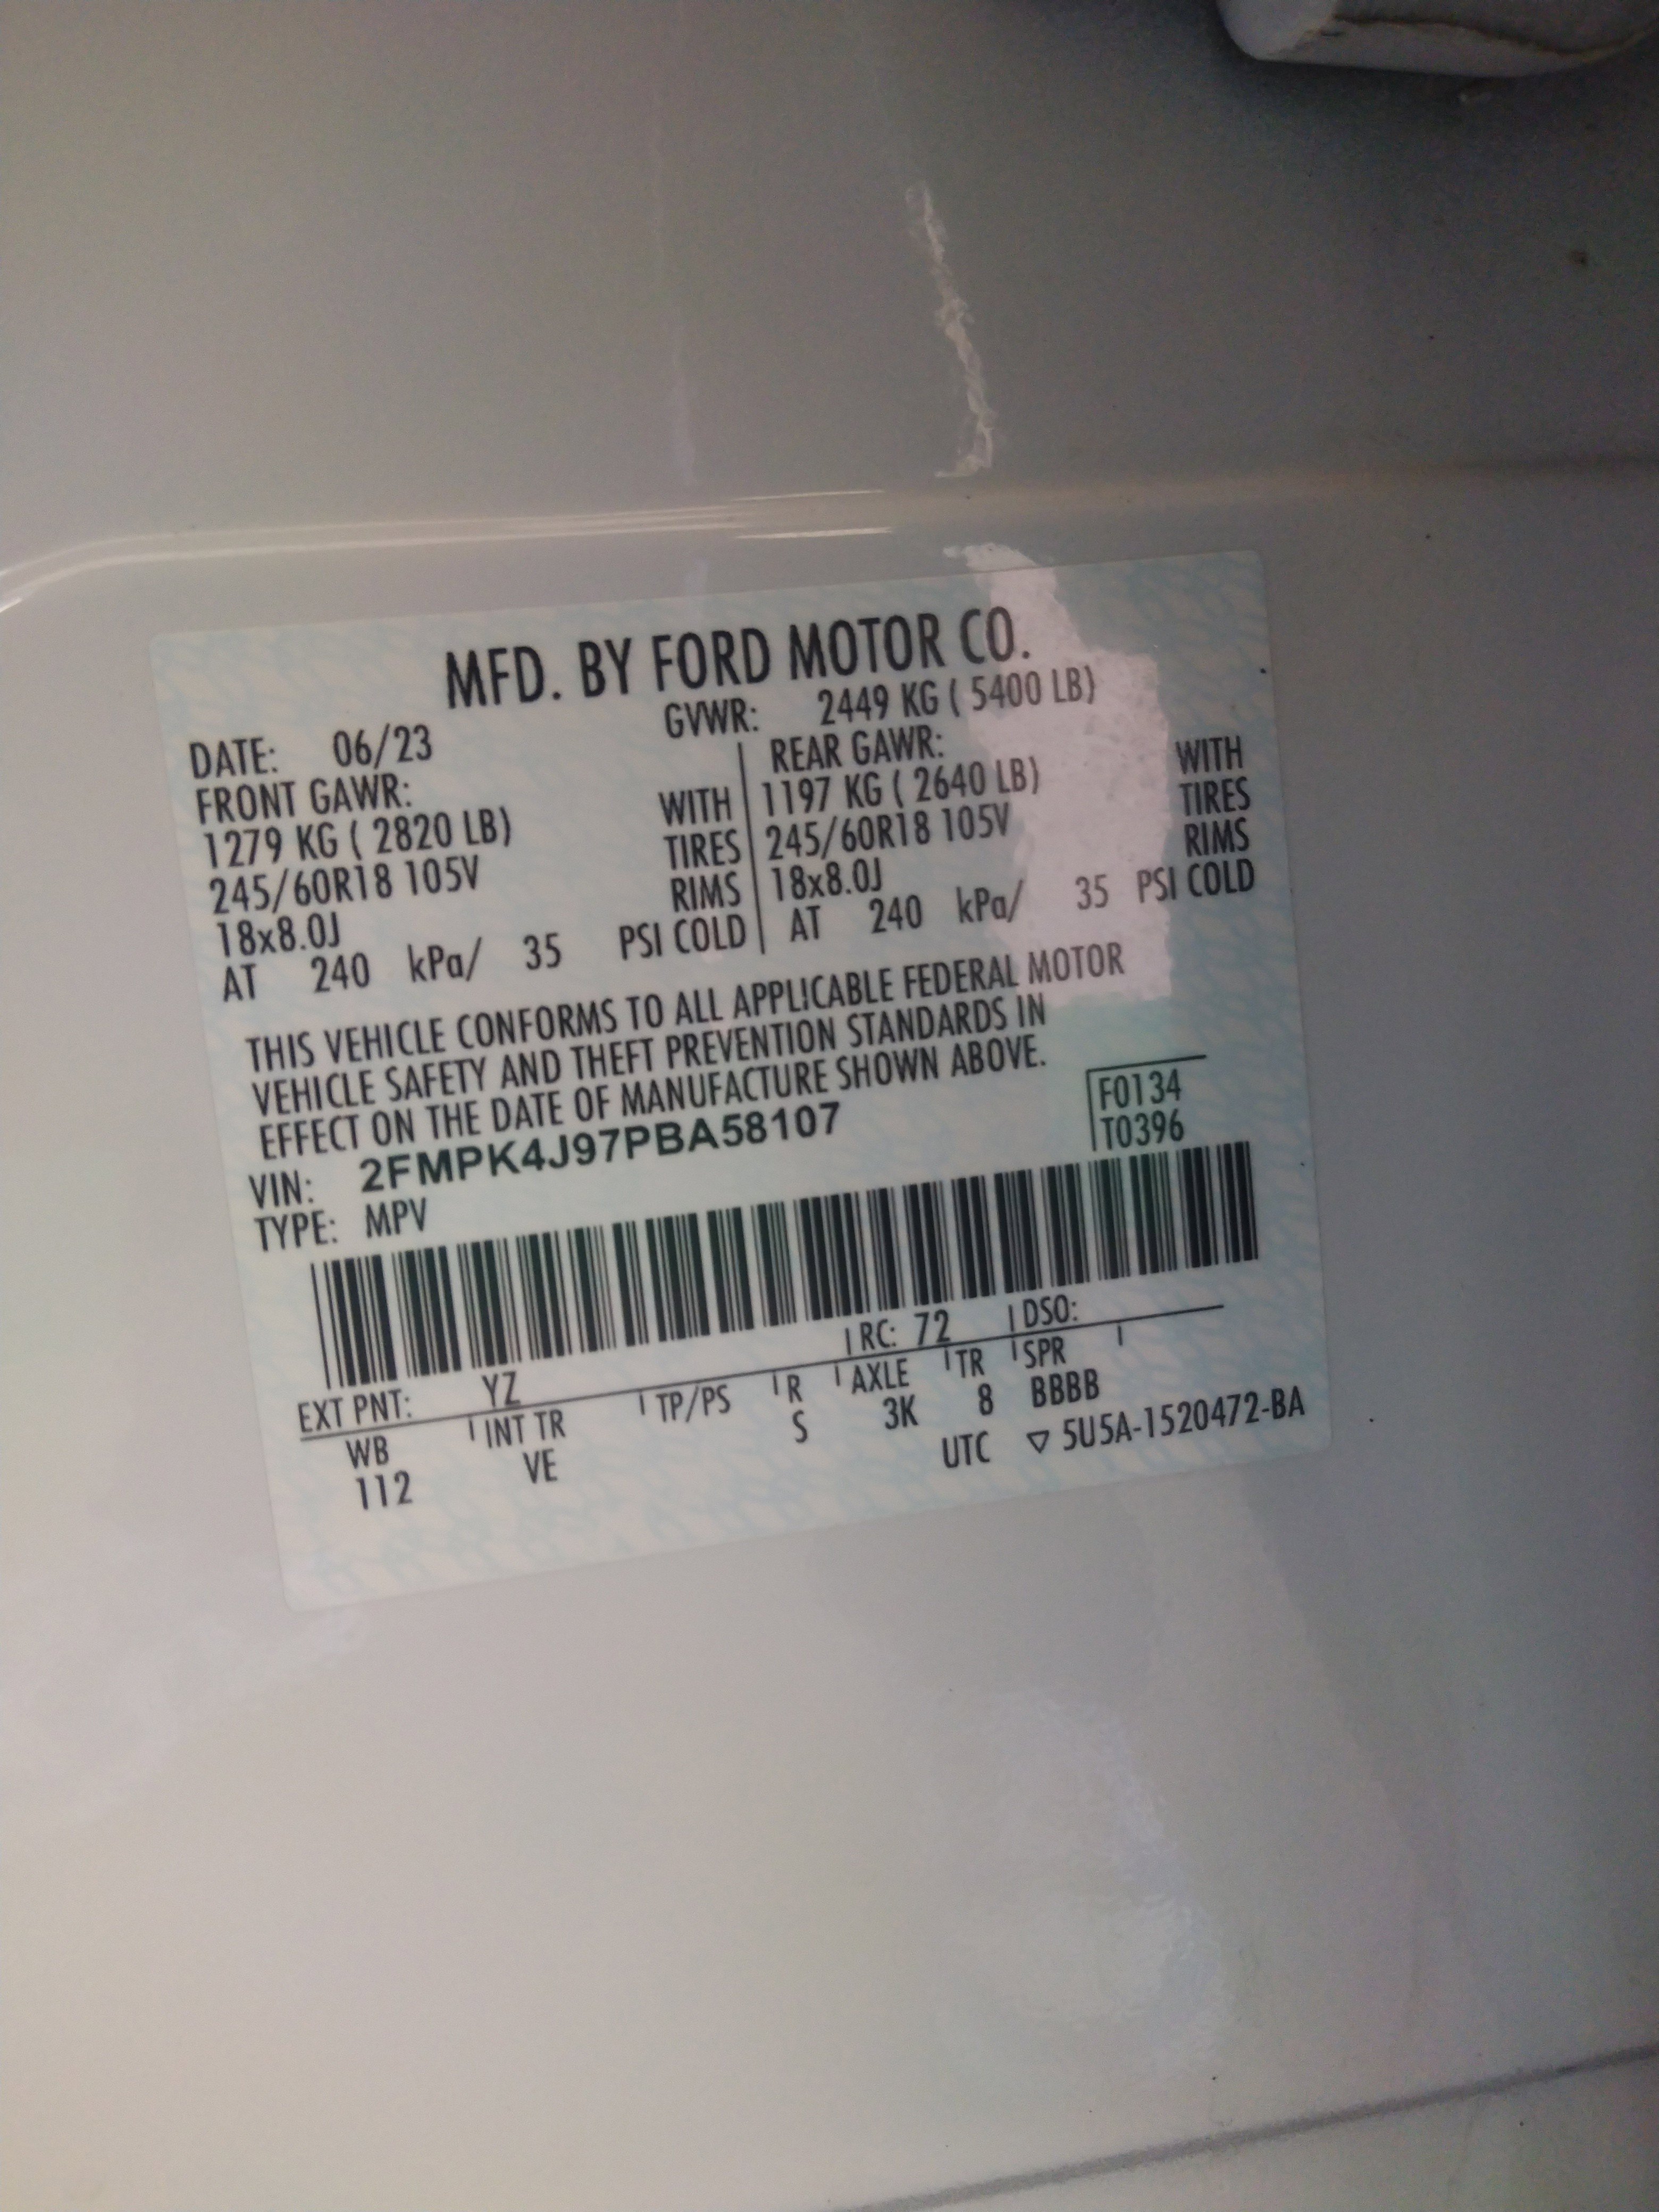 MFD. BY FORD MOTOR CO.
DATE: 06/23 GVWR: 2449 KG ( 5400 LB)
FRONT GAWR: REAR GAWR:
1279 KG ( 2820 LB) WITH 1197 KG ( 2640 LB) WITH
245/60R18 105V TIRES 245/60R18 105V TIRES
18x8.0J RIMS 18x8.0J RIMS
AT 240 kPa/ 35 PSI COLD AT 240 kPa/ 35 PSI COLD
THIS VEHICLE CONFORMS TO ALL APPLICABLE FEDERAL MOTOR
VEHICLE SAFETY AND THEFT PREVENTION STANDARDS IN
EFFECT ON THE DATE OF MANUFACTURE SHOWN ABOVE.
VIN: 2FMPK4J97PBA58107 F0134
TYPE: MPV T0396
EXT PNT: YZ RC: 72 DSO:
WB INT TR TP/PS R AXLE TR SPR
112 VE S 3K 8 BBBB
UTC ▽ 5U5A-1520472-BA